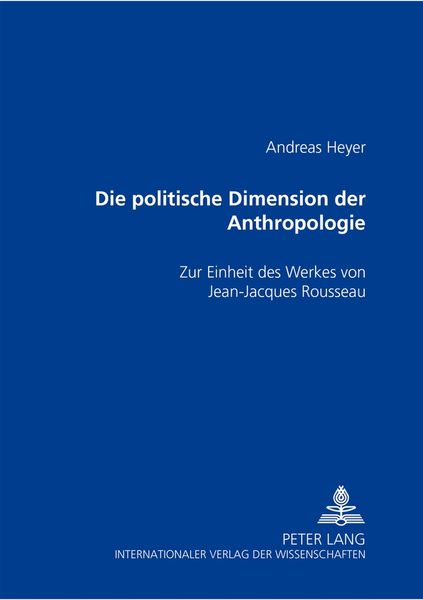 Andreas Heyer
Die politische Dimension der
Anthropologie
Zur Einheit des Werkes von
Jean-Jacques Rousseau
PETER LANG
INTERNATIONALER VERLAG DER WISSENSCHAFTEN